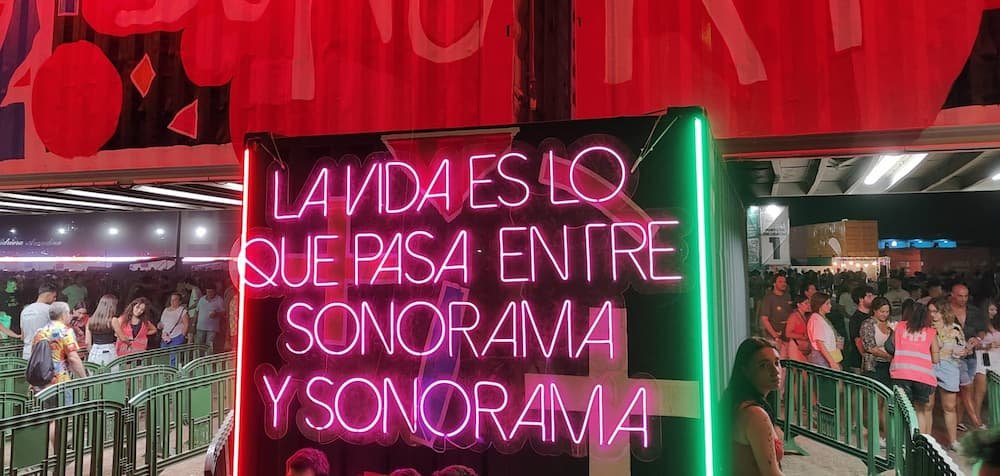 LA VIDA ES LO
QUE PASA ENTRE
SONORAMA
Y SONORAMA